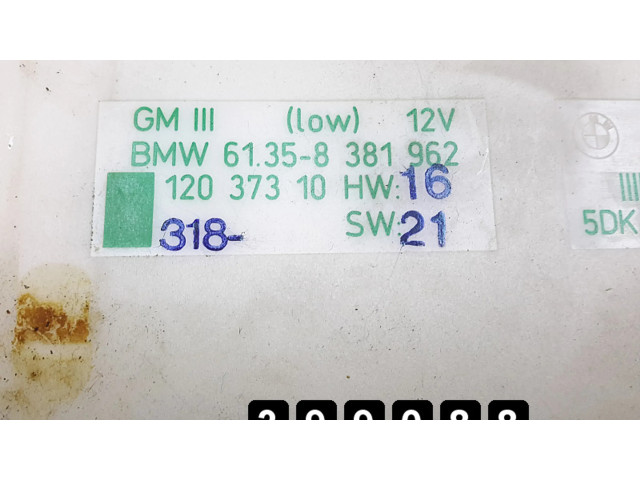 GM III (low) 12V
BMW 61.35-8 381 962
120 373 10 HW: 16
318- SW: 21
5DK